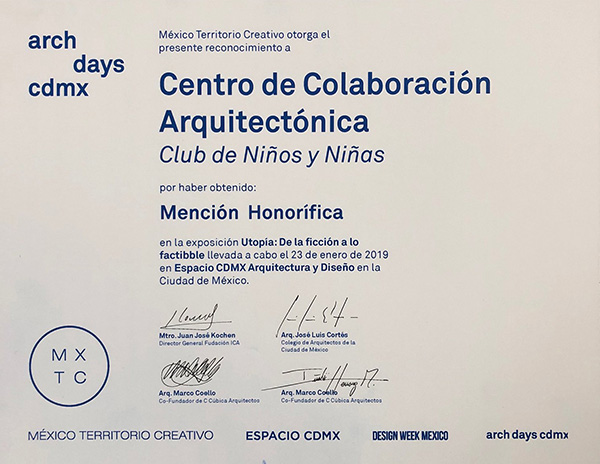 arch
days
cdmx
México Territorio Creativo otorga el
presente reconocimiento a
Centro de Colaboración
Arquitectónica
Club de Niños y Niñas
por haber obtenido:
Mención Honorífica
en la exposición Utopia: De la ficción a lo
factibble llevada a cabo el 23 de enero de 2019
en Espacio CDMX Arquitectura y Diseño en la
Ciudad de México.
Mtro. Juan José Kochen
Director General Fudación ICA
Arq. José Luis Cortés
Colegio de Arquitectos de la
Ciudad de México
Arq. Marco Coello
Co-Fundador de C Cúbica Arquitectos
Arq. Marco Coello
Co-Fundador de C Cúbica Arquitectos
M X
T C
MÉXICO TERRITORIO CREATIVO
ESPACIO CDMX
DESIGN WEEK MEXICO
arch days cdmx